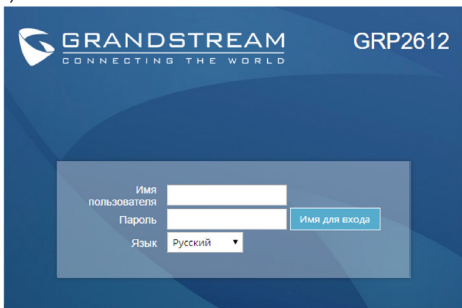 GRANDSTREAM
CONNECTING THE WORLD
GRP2612
Имя
пользователя
Пароль
Имя для входа
Язык
Русский